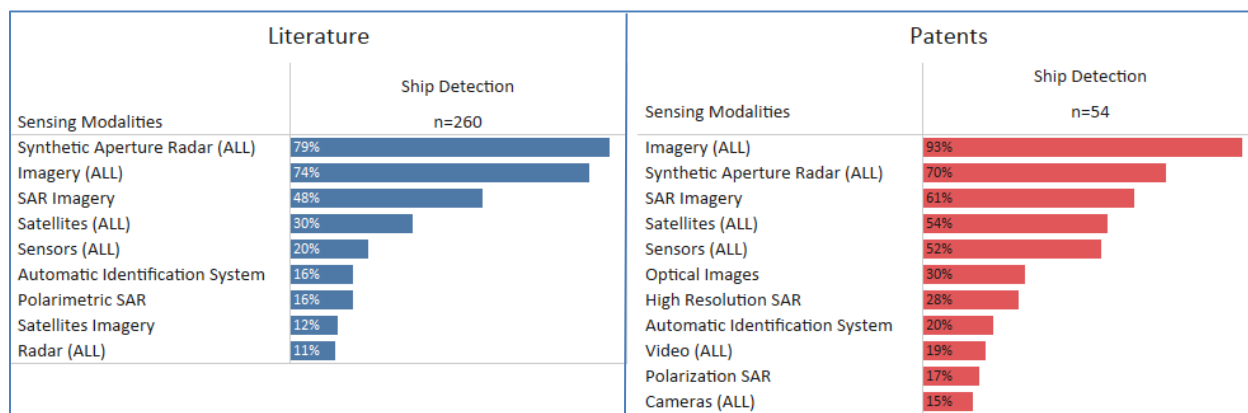 Literature
Ship Detection
Sensing Modalities n=260
Synthetic Aperture Radar (ALL) 79%
Imagery (ALL) 74%
SAR Imagery 48%
Satellites (ALL) 30%
Sensors (ALL) 20%
Automatic Identification System 16%
Polarimetric SAR 16%
Satellites Imagery 12%
Radar (ALL) 11%
Patents
Ship Detection
Sensing Modalities n=54
Imagery (ALL) 93%
Synthetic Aperture Radar (ALL) 70%
SAR Imagery 61%
Satellites (ALL) 54%
Sensors (ALL) 52%
Optical Images 30%
High Resolution SAR 28%
Automatic Identification System 20%
Video (ALL) 19%
Polarization SAR 17%
Cameras (ALL) 15%